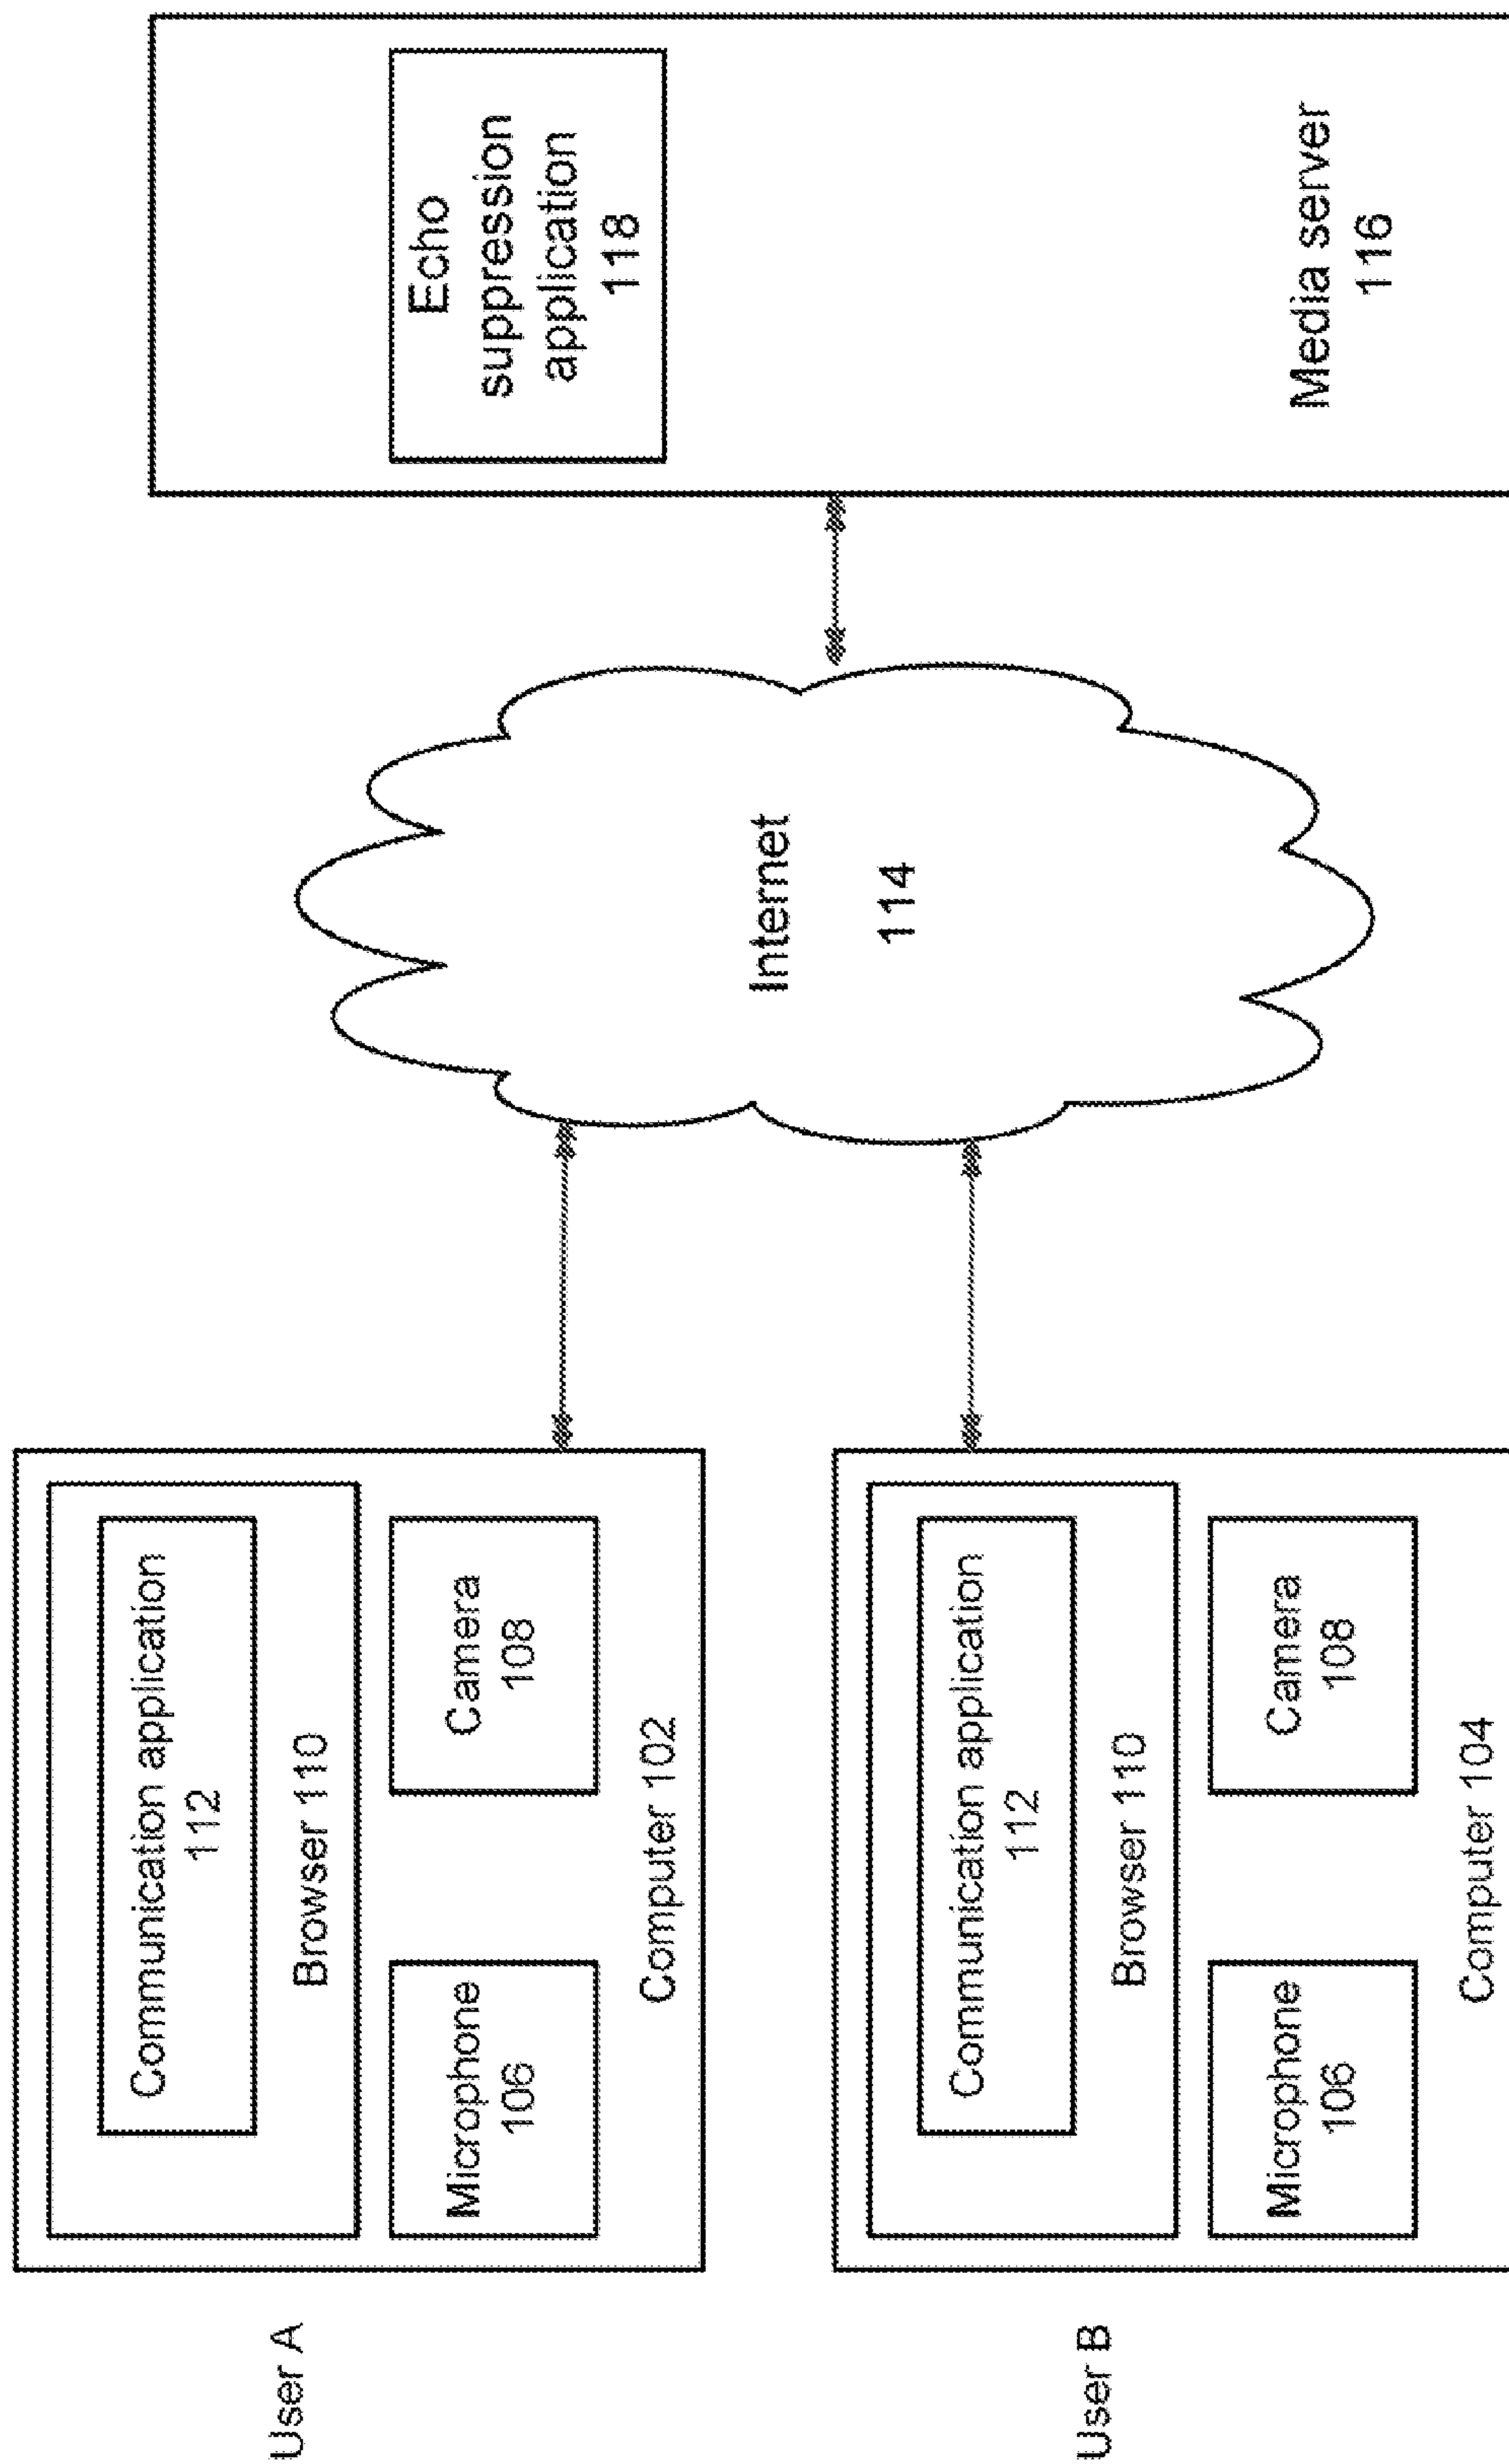 User A
Communication application
112
Browser 110
Microphone
106
Camera
108
Computer 102
User B
Communication application
112
Browser 110
Microphone
106
Camera
108
Computer 104
Internet
114
Echo
suppression
application
118
Media server
116